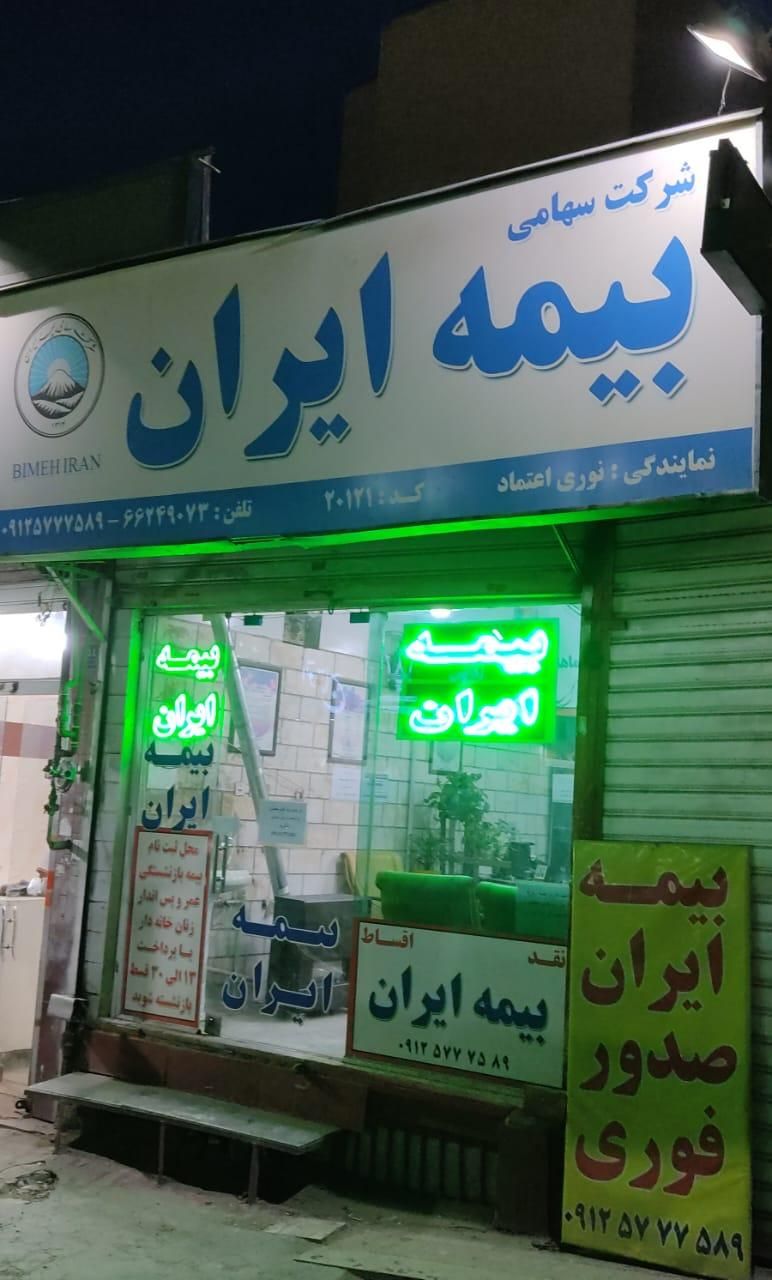 شرکت سهامی
بیمه ایران
BIMEH IRAN
۱۳۱۴
نمایندگی : نوری اعتماد
کد : ۲۰۱۲۱
تلفن : ۶۶۲۴۹۰۷۳ - ۰۹۱۲۵۷۷۷۵۸۹
بیمه
ایران
بیمه
ایران
بیمه
ایران
محل ثبت نام
بیمه بازنشستگی
عمر و پس انداز
زنان خانه دار
با پرداخت
۱۳ الی ۳۰ قسط
بازنشسته شوید
بیمه
ایران
نقد
اقساط
بیمه ایران
۰۹۱۲ ۵۷۷ ۷۵ ۸۹
بیمه
ایران
صدور
فوری
۰۹۱۲ ۵۷ ۷۷ ۵۸۹